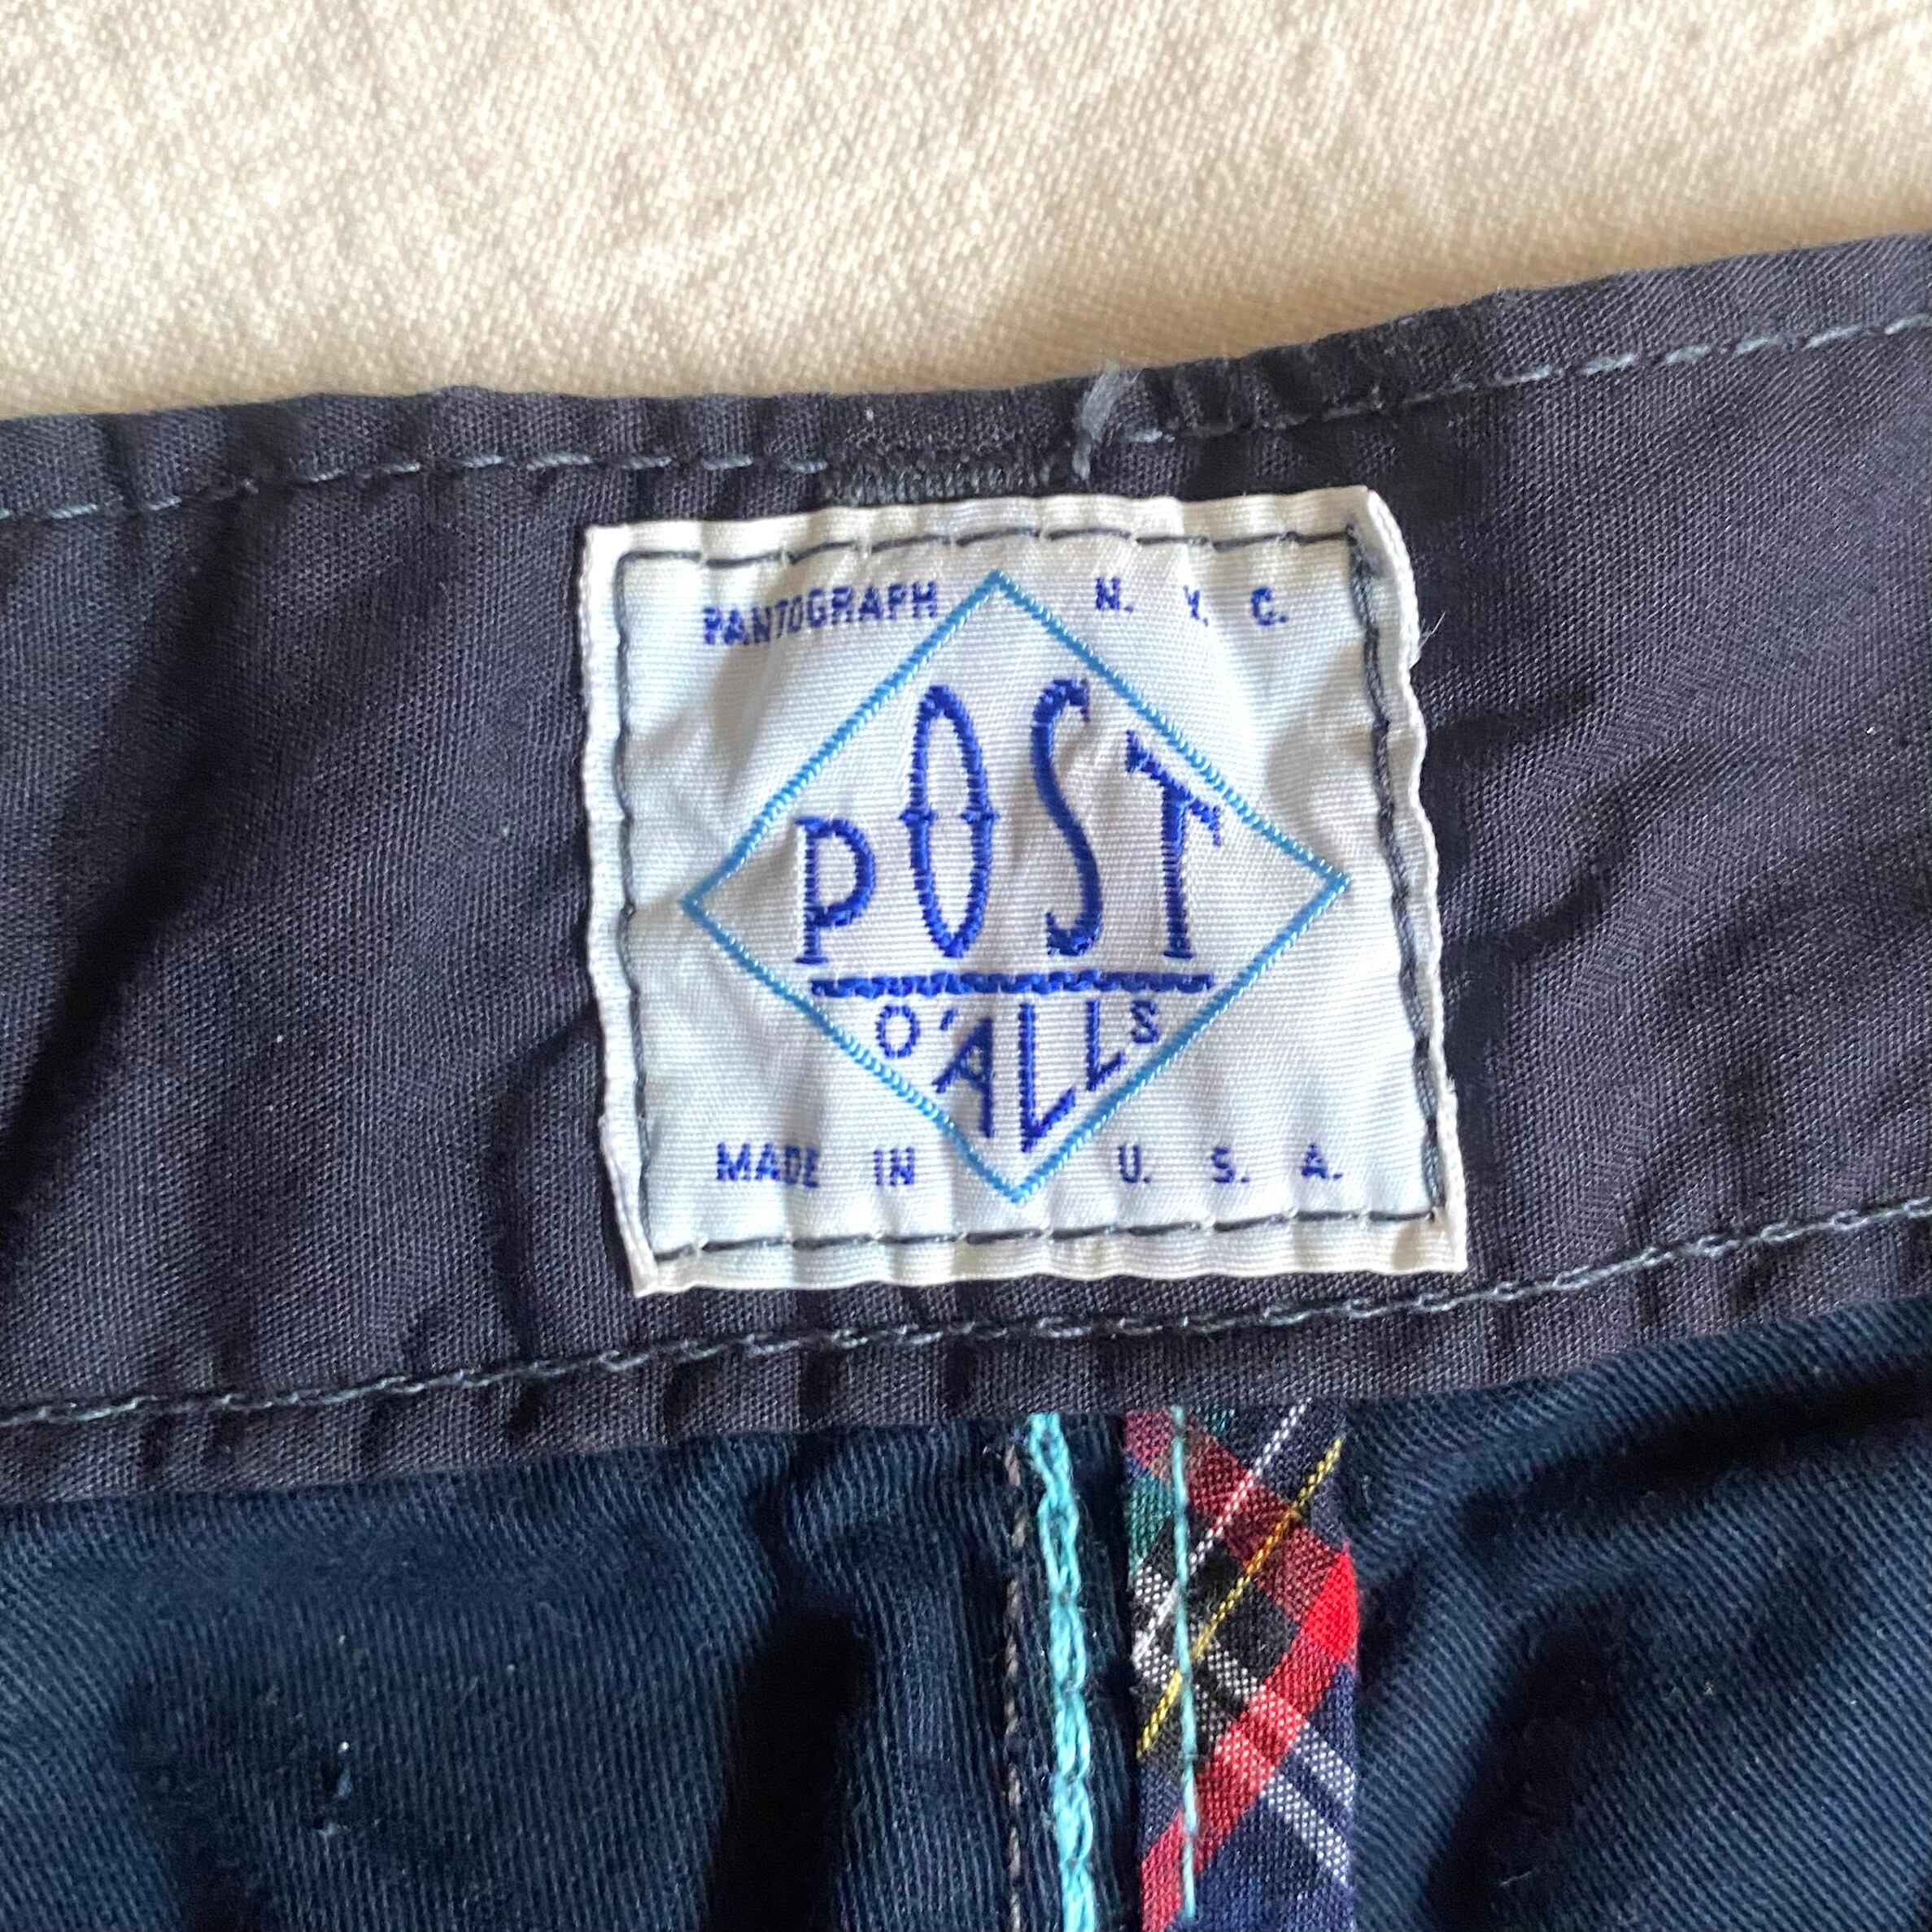 PANTOGRAPH N. Y. C.
POST
O'ALLS
MADE IN U. S. A.